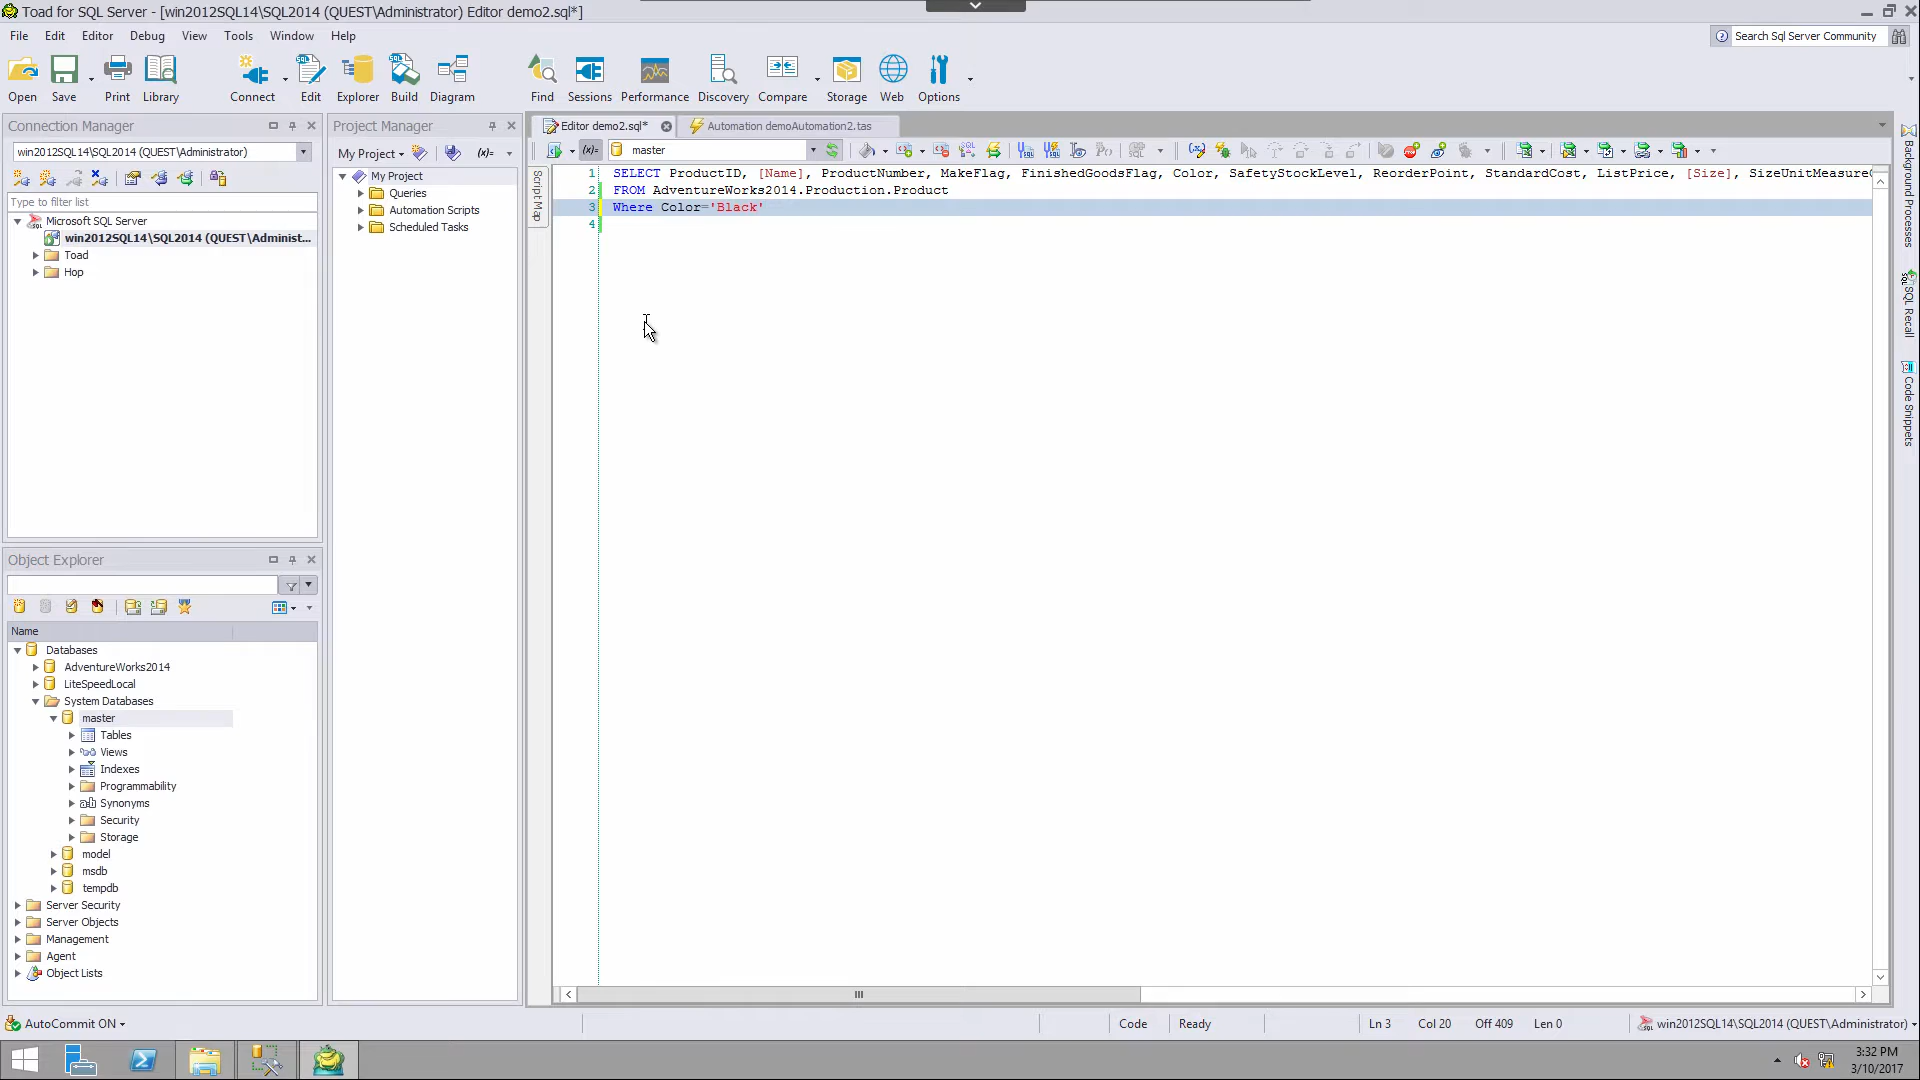 Toad for SQL Server - [win2012SQL14\SQL2014 (QUEST\Administrator) Editor demo2.sql*]
File Edit Editor Debug View Tools Window Help
Search Sql Server Community
Open Save Print Library Connect Edit Explorer Build Diagram Find Sessions Performance Discovery Compare Storage Web Options
Connection Manager
win2012SQL14\SQL2014 (QUEST\Administrator)
Type to filter list
Microsoft SQL Server
win2012SQL14\SQL2014 (QUEST\Administ...
Toad
Hop
Object Explorer
Name
Databases
AdventureWorks2014
LiteSpeedLocal
System Databases
master
Tables
Views
Indexes
Programmability
Synonyms
Security
Storage
model
msdb
tempdb
Server Security
Server Objects
Management
Agent
Object Lists
Project Manager
My Project
(x)=
My Project
Queries
Automation Scripts
Scheduled Tasks
Editor demo2.sql*
Automation demoAutomation2.tas
(x)=
master
Script Map
1 SELECT ProductID, [Name], ProductNumber, MakeFlag, FinishedGoodsFlag, Color, SafetyStockLevel, ReorderPoint, StandardCost, ListPrice, [Size], SizeUnitMeasure
2 FROM AdventureWorks2014.Production.Product
3 Where Color='Black'
4
Background Processes
SQL Recall
Code Snippets
AutoCommit ON
Code
Ready
Ln 3
Col 20
Off 409
Len 0
win2012SQL14\SQL2014 (QUEST\Administrator)
3:32 PM
3/10/2017